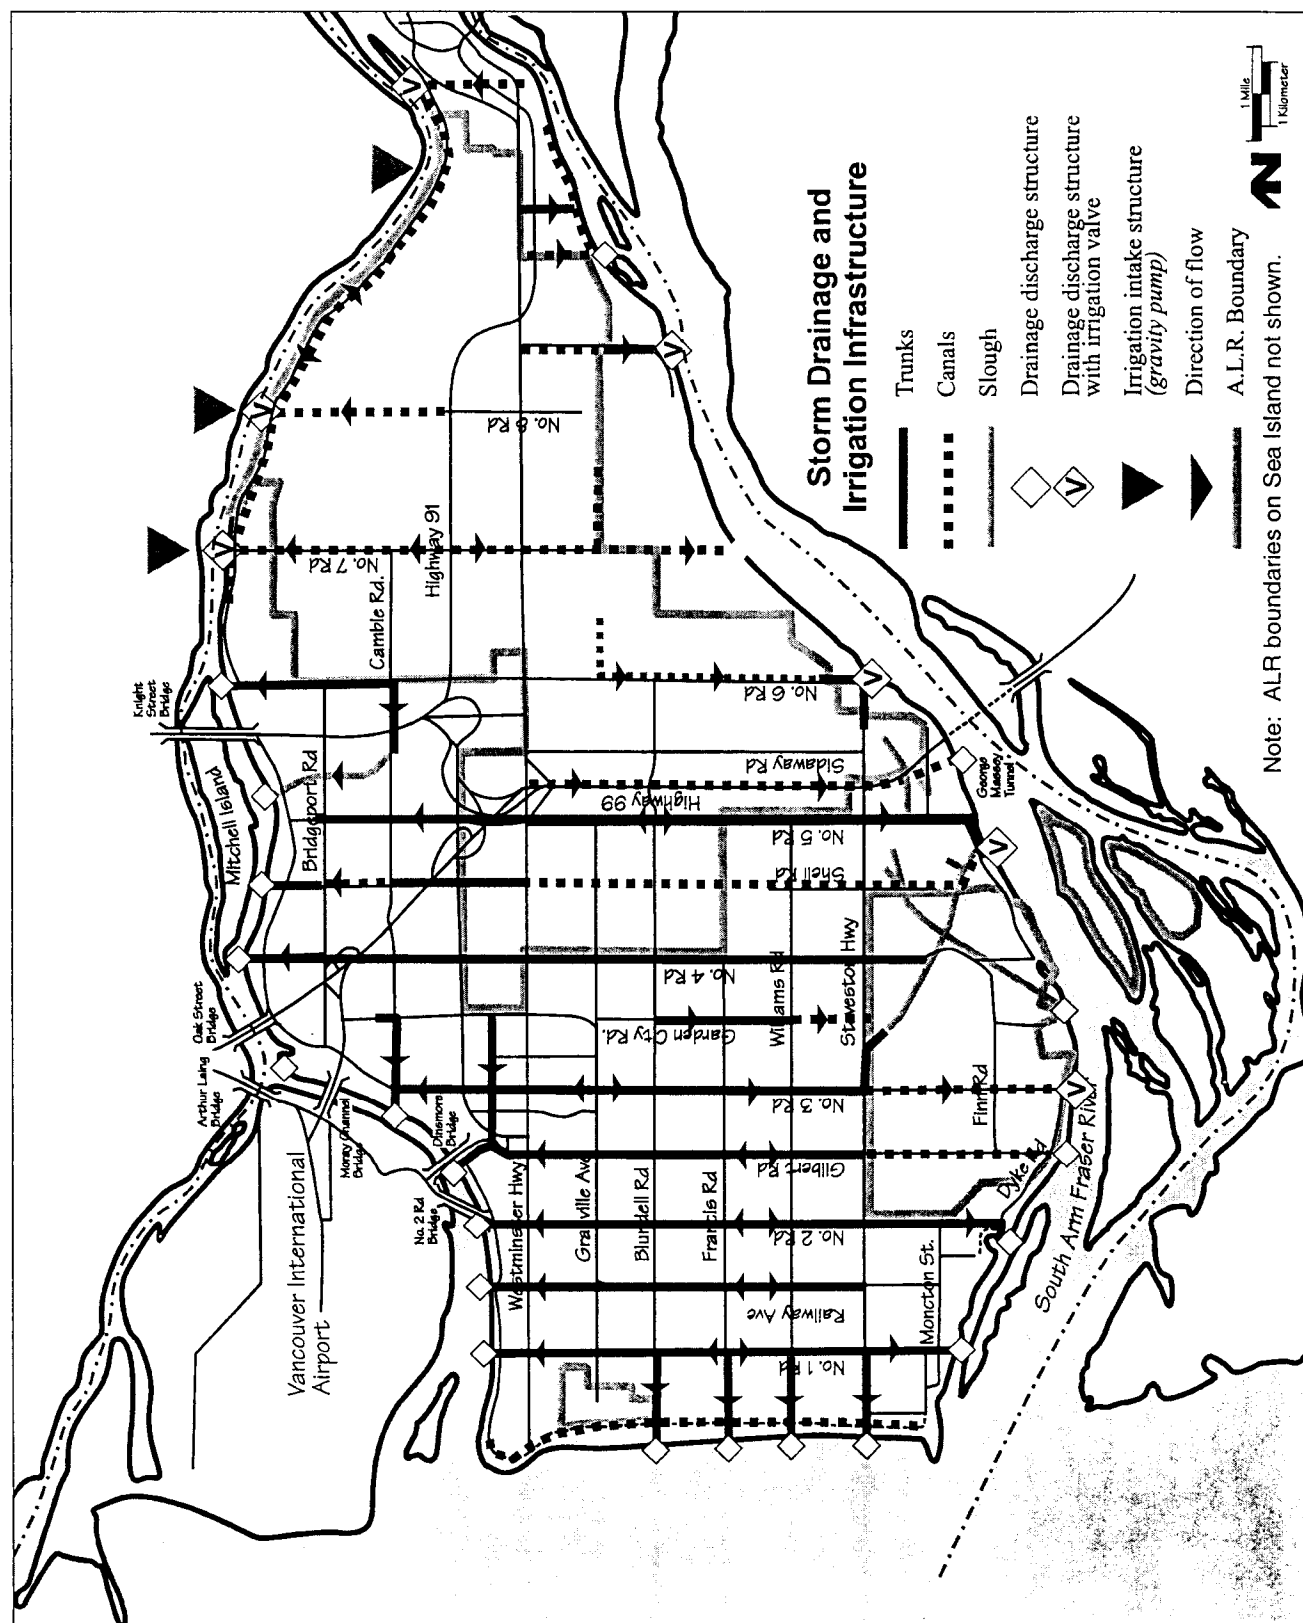 Knight
Street
Bridge
Mitchell Island
Oak Street
Bridge
Arthur Laing
Bridge
Moray Channel
Bridge
Dinsmore
Bridge
No. 2 Rd
Bridge
Vancouver International
Airport
Bridgeport Rd
Camble Rd.
Highway 91
Westminster Hwy
Granville Ave
Blundell Rd
Francis Rd
Williams Rd
Steveston Hwy
Finn Rd
Dyke Rd
Moncton St.
South Arm Fraser River
No. 1 Rd
Railway Ave
No. 2 Rd
Gilbert Rd
No. 3 Rd
Garden City Rd.
No. 4 Rd
Shell Rd
No. 5 Rd
Highway 99
Sidaway Rd
No. 6 Rd
No. 7 Rd
No. 8 Rd
George
Massey
Tunnel
Storm Drainage and
Irrigation Infrastructure
Trunks
Canals
Slough
Drainage discharge structure
V
Drainage discharge structure
with irrigation valve
Irrigation intake structure
(gravity pump)
Direction of flow
A.L.R. Boundary
Note: ALR boundaries on Sea Island not shown.
N
1 Mile
1 Kilometer
V
V
V
V
V
V
V